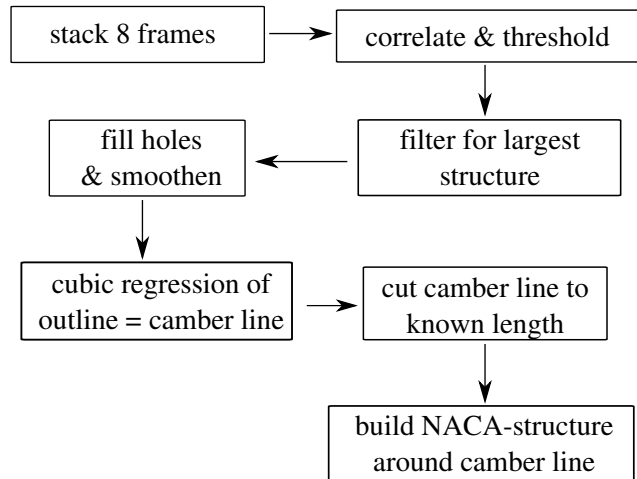 stack 8 frames
correlate & threshold
filter for largest
structure
fill holes
& smoothen
cubic regression of
outline = camber line
cut camber line to
known length
build NACA-structure
around camber line